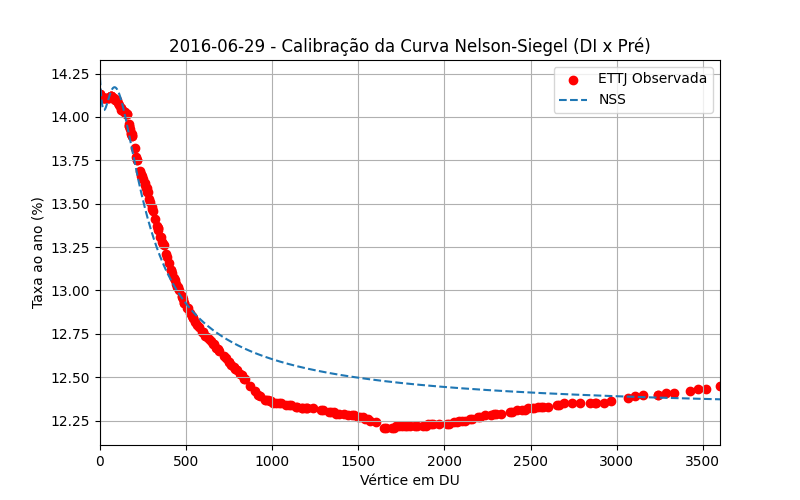 2016-06-29 - Calibração da Curva Nelson-Siegel (DI x Pré)
ETTJ Observada
NSS
14.25
14.00
13.75
13.50
13.25
13.00
12.75
12.50
12.25
Taxa ao ano (%)
0 500 1000 1500 2000 2500 3000 3500
Vértice em DU